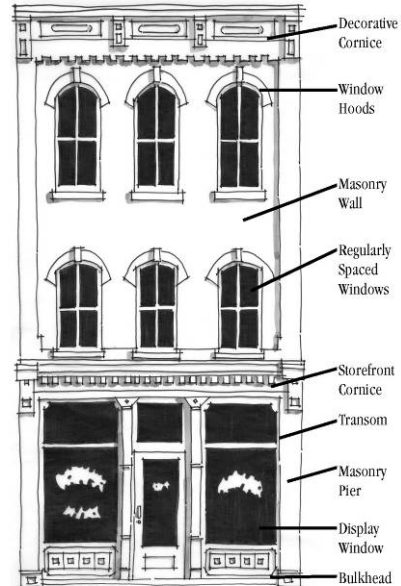 Decorative
Cornice
Window
Hoods
Masonry
Wall
Regularly
Spaced
Windows
Storefront
Cornice
Transom
Masonry
Pier
Display
Window
Bulkhead